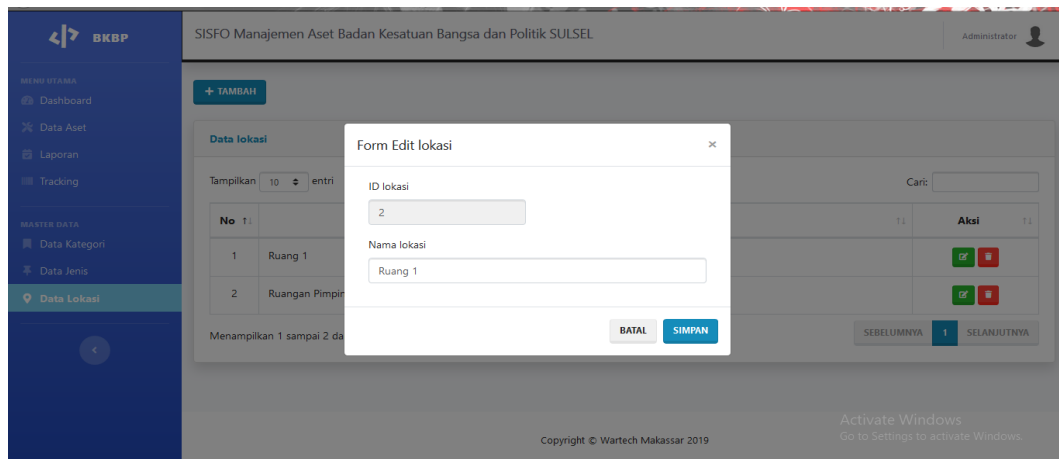 BKBP
SISFO Manajemen Aset Badan Kesatuan Bangsa dan Politik SULSEL
Administrator
MENU UTAMA
Dashboard
Data Aset
Laporan
Tracking
MASTER DATA
Data Kategori
Data Jenis
Data Lokasi
+ TAMBAH
Data lokasi
Tampilkan 10 entri
Cari:
No
Aksi
1 Ruang 1
2 Ruangan Pimpin
Menampilkan 1 sampai 2 da
SEBELUMNYA 1 SELANJUTNYA
Form Edit lokasi ×
ID lokasi
2
Nama lokasi
Ruang 1
BATAL SIMPAN
Activate Windows
Go to Settings to activate Windows.
Copyright © Wartech Makassar 2019